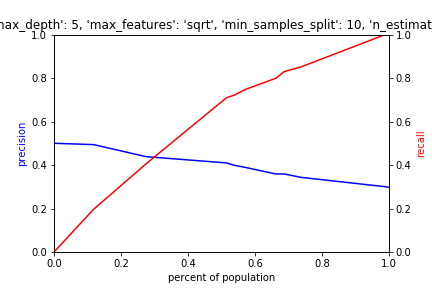 max_depth': 5, 'max_features': 'sqrt', 'min_samples_split': 10, 'n_estimat
1.0 1.0
0.8 0.8
0.6 0.6
precision recall
0.4 0.4
0.2 0.2
0.0 0.0
0.0 0.2 0.4 0.6 0.8 1.0
percent of population